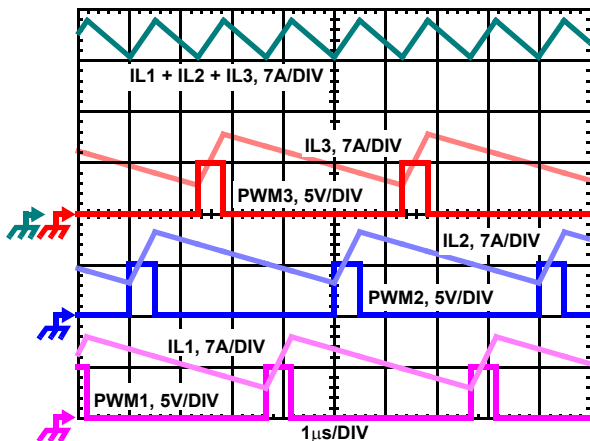 IL1 + IL2 + IL3, 7A/DIV
IL3, 7A/DIV
PWM3, 5V/DIV
IL2, 7A/DIV
PWM2, 5V/DIV
IL1, 7A/DIV
PWM1, 5V/DIV
1μs/DIV